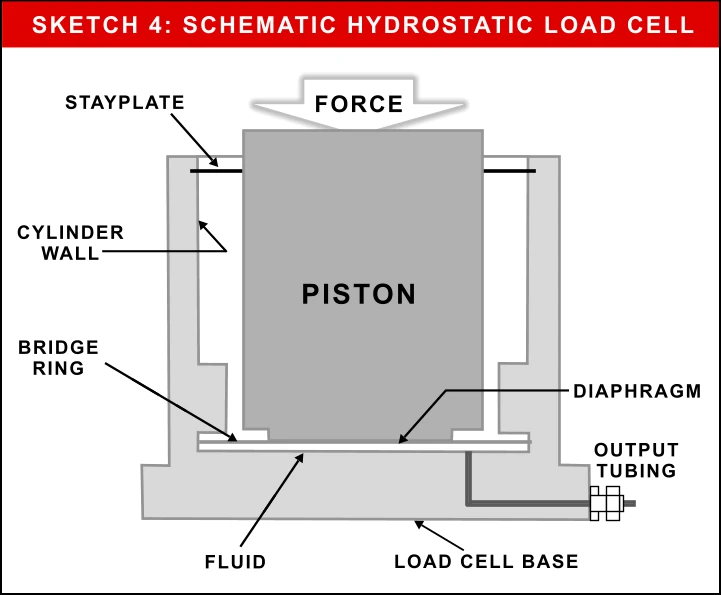 SKETCH 4: SCHEMATIC HYDROSTATIC LOAD CELL
FORCE
STAYPLATE
CYLINDER
WALL
PISTON
BRIDGE
RING
DIAPHRAGM
OUTPUT
TUBING
FLUID
LOAD CELL BASE